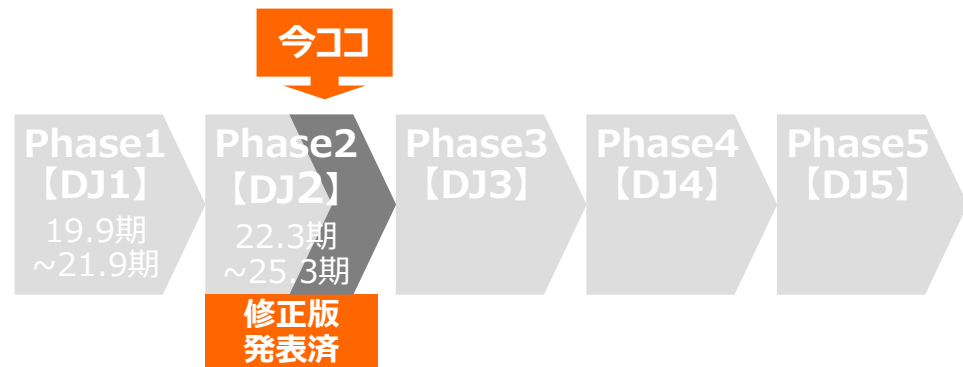 今ココ
Phase1
【DJ1】
19.9期
~21.9期
Phase2
【DJ2】
22.3期
~25.3期
修正版
発表済
Phase3
【DJ3】
Phase4
【DJ4】
Phase5
【DJ5】